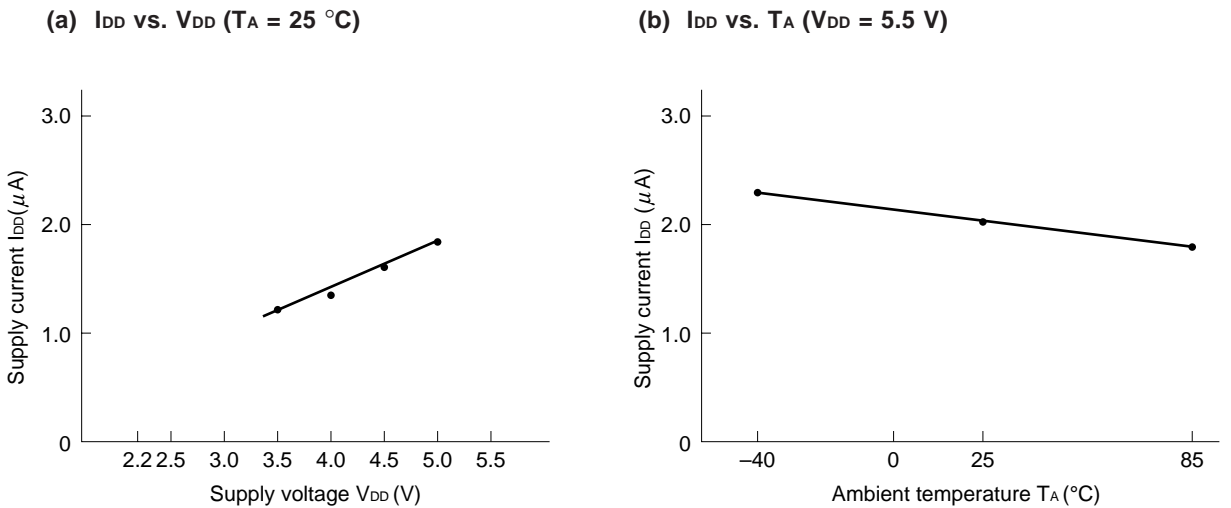 (a) IDD vs. VDD (TA = 25 °C)
3.0
2.0
1.0
0
Supply current IDD(μA)
2.2 2.5 3.0 3.5 4.0 4.5 5.0 5.5
Supply voltage VDD (V)
(b) IDD vs. TA (VDD = 5.5 V)
3.0
2.0
1.0
0
Supply current IDD (μA)
–40 0 25 85
Ambient temperature TA (°C)